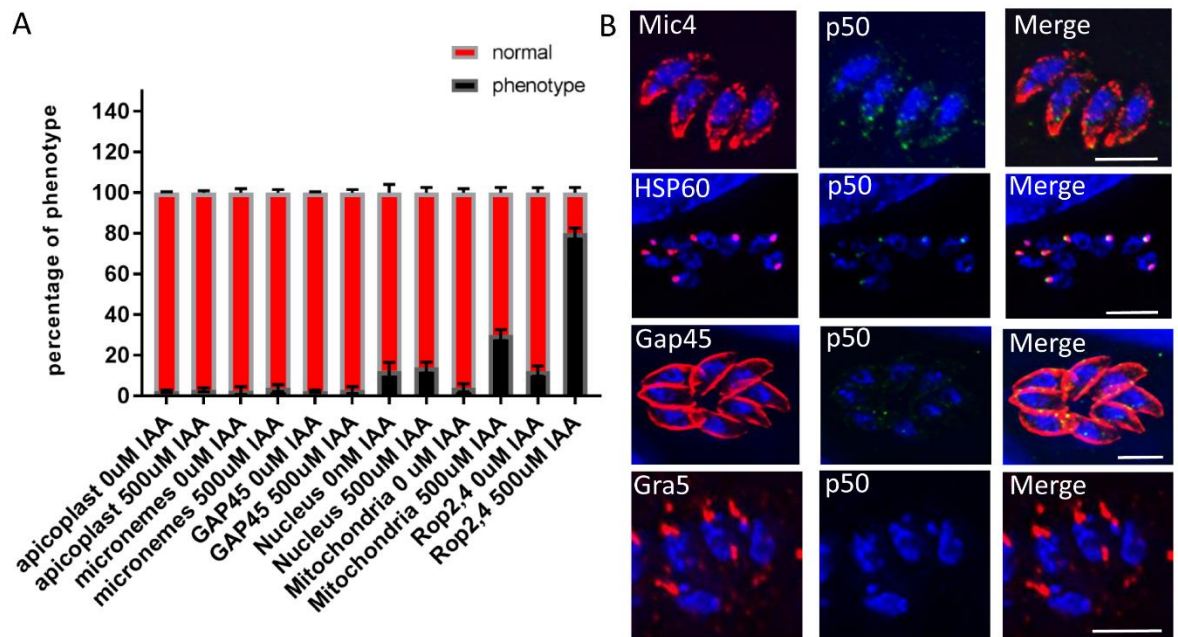 A
normal
phenotype
percentage of phenotype
140
120
100
80
60
40
20
0
apicoplast 0uM IAA
apicoplast 500uM IAA
micronemes 0uM IAA
micronemes 500uM IAA
GAP45 0uM IAA
GAP45 500uM IAA
Nucleus 0nM IAA
Nucleus 500uM IAA
Mitochondria 0 uM IAA
Mitochondria 500uM IAA
Rop2,4 0uM IAA
Rop2,4 500uM IAA
B
Mic4 p50 Merge
HSP60 p50 Merge
Gap45 p50 Merge
Gra5 p50 Merge